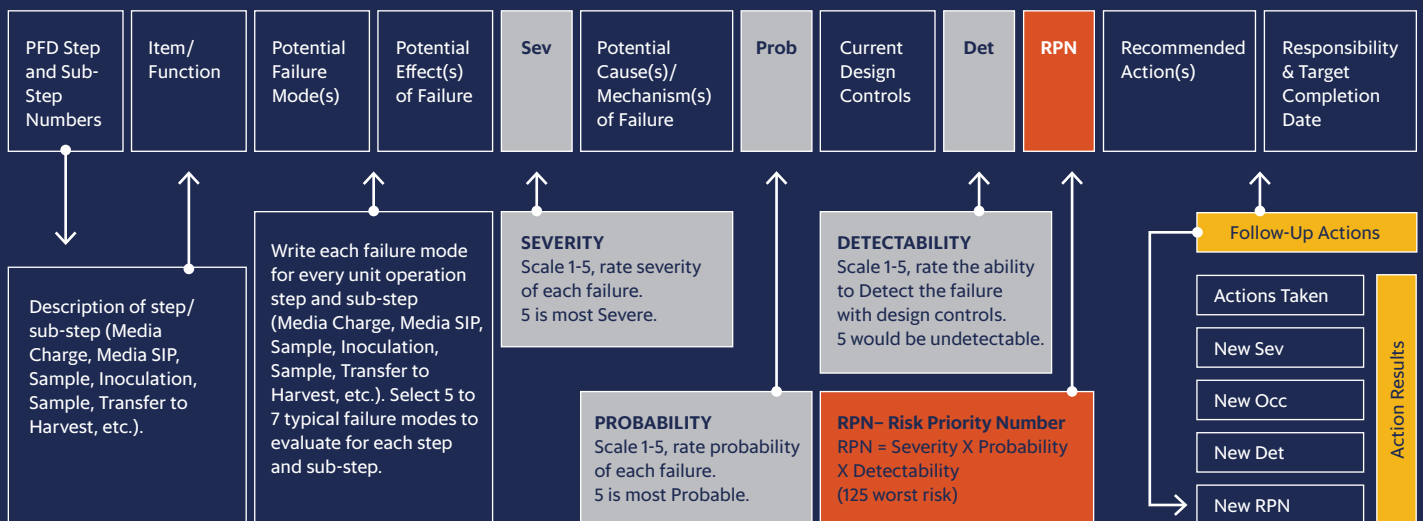 PFD Step
and Sub-
Step
Numbers
Item/
Function
Potential
Failure
Mode(s)
Potential
Effect(s)
of Failure
Sev
Potential
Cause(s)/
Mechanism(s)
of Failure
Prob
Current
Design
Controls
Det
RPN
Recommended
Action(s)
Responsibility
& Target
Completion
Date
Description of step/
sub-step (Media
Charge, Media SIP,
Sample, Inoculation,
Sample, Transfer to
Harvest, etc.).
Write each failure mode
for every unit operation
step and sub-step
(Media Charge, Media SIP,
Sample, Inoculation,
Sample, Transfer to
Harvest, etc.). Select 5 to
7 typical failure modes to
evaluate for each step
and sub-step.
SEVERITY
Scale 1-5, rate severity
of each failure.
5 is most Severe.
PROBABILITY
Scale 1-5, rate probability
of each failure.
5 is most Probable.
DETECTABILITY
Scale 1-5, rate the ability
to Detect the failure
with design controls.
5 would be undetectable.
RPN– Risk Priority Number
RPN = Severity X Probability
X Detectability
(125 worst risk)
Follow-Up Actions
Actions Taken
New Sev
New Occ
New Det
New RPN
Action Results